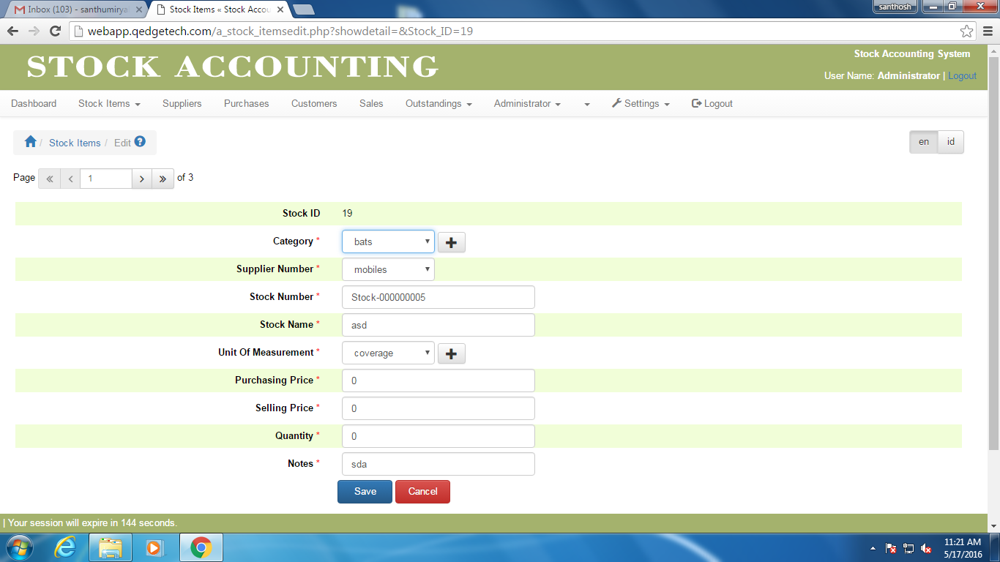 Inbox (103) - santhumirya
Stock Items « Stock Accou
santhosh
webapp.qedgetech.com/a_stock_itemsedit.php?showdetail=&Stock_ID=19
STOCK ACCOUNTING
Stock Accounting System
User Name: Administrator | Logout
Dashboard Stock Items Suppliers Purchases Customers Sales Outstandings Administrator Settings Logout
/ Stock Items / Edit ?
en id
Page « ‹ 1 › » of 3
Stock ID 19
Category * bats
Supplier Number * mobiles
Stock Number * Stock-000000005
Stock Name * asd
Unit Of Measurement * coverage
Purchasing Price * 0
Selling Price * 0
Quantity * 0
Notes * sda
Save Cancel
| Your session will expire in 144 seconds.
11:21 AM
5/17/2016